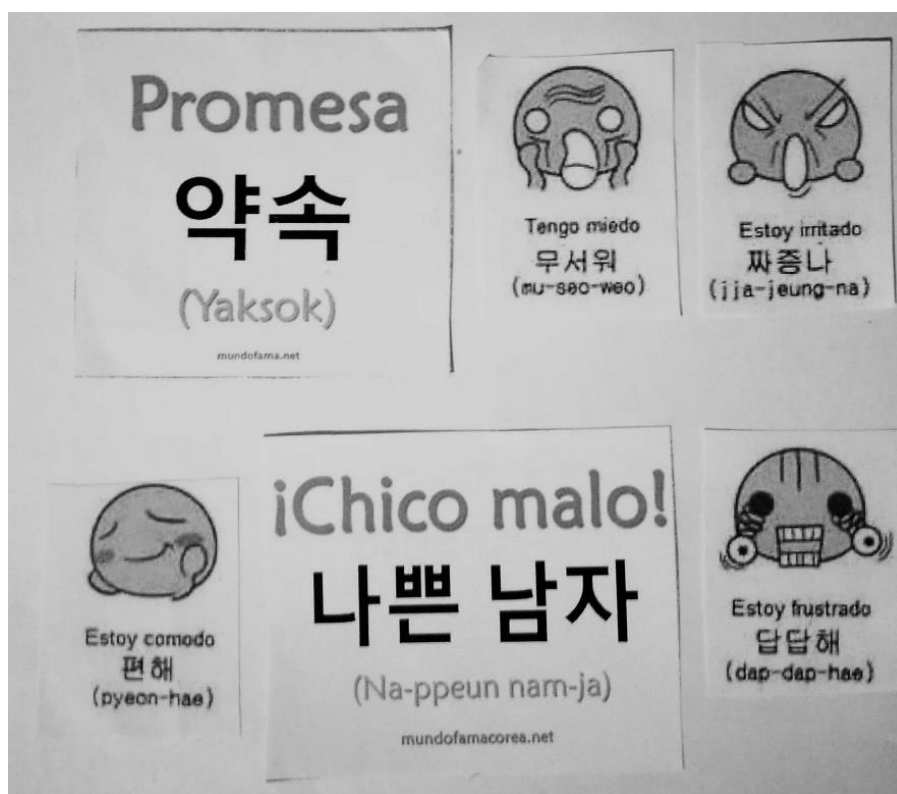 Promesa
약속
(Yaksok)
mundofama.net
Tengo miedo
무서워
(mu-seo-weo)
Estoy irritado
짜증나
(jja-jeung-na)
Estoy comodo
편해
(pyeon-hae)
¡Chico malo!
나쁜 남자
(Na-ppeun nam-ja)
mundofamacorea.net
Estoy frustrado
답답해
(dap-dap-hae)